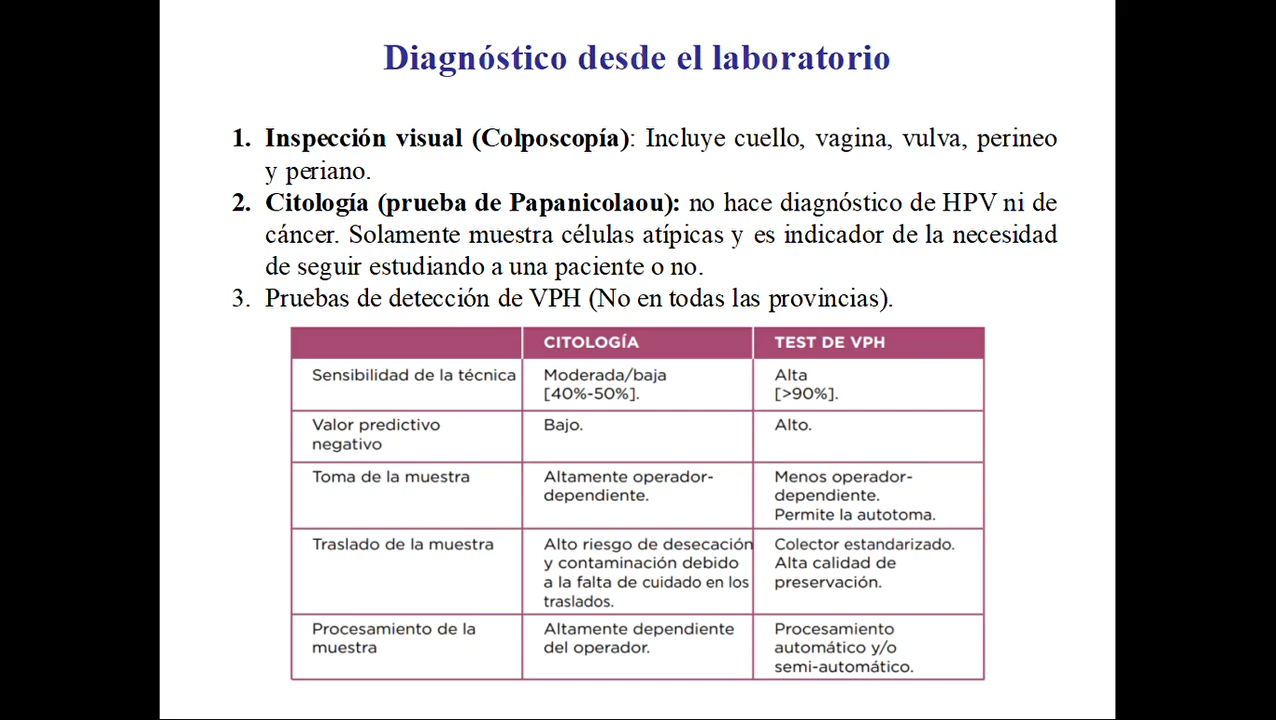 Diagnóstico desde el laboratorio
1. Inspección visual (Colposcopía): Incluye cuello, vagina, vulva, perineo
y periano.
2. Citología (prueba de Papanicolaou): no hace diagnóstico de HPV ni de
cáncer. Solamente muestra células atípicas y es indicador de la necesidad
de seguir estudiando a una paciente o no.
3. Pruebas de detección de VPH (No en todas las provincias).
CITOLOGÍA
TEST DE VPH
Sensibilidad de la técnica
Moderada/baja
[40%-50%].
Alta
[>90%].
Valor predictivo
negativo
Bajo.
Alto.
Toma de la muestra
Altamente operador-
dependiente.
Menos operador-
dependiente.
Permite la autotoma.
Traslado de la muestra
Alto riesgo de desecación
y contaminación debido
a la falta de cuidado en los
traslados.
Colector estandarizado.
Alta calidad de
preservación.
Procesamiento de la
muestra
Altamente dependiente
del operador.
Procesamiento
automático y/o
semi-automático.